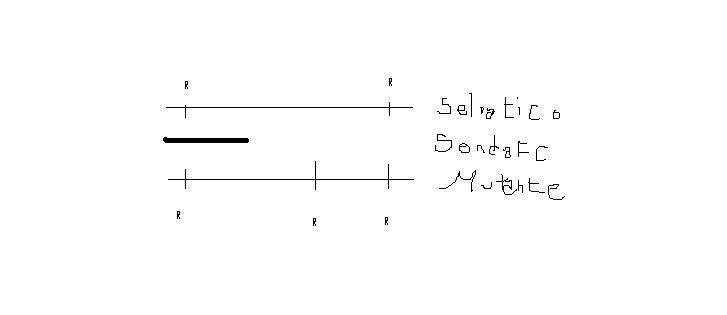 R R
Selvatico
Sonda FC
Mutante
R R R